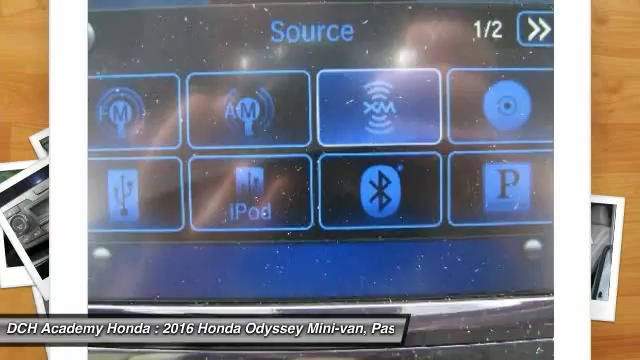 Source
1/2
FM
AM
XM
iPod
P
DCH Academy Honda : 2016 Honda Odyssey Mini-van, Pas